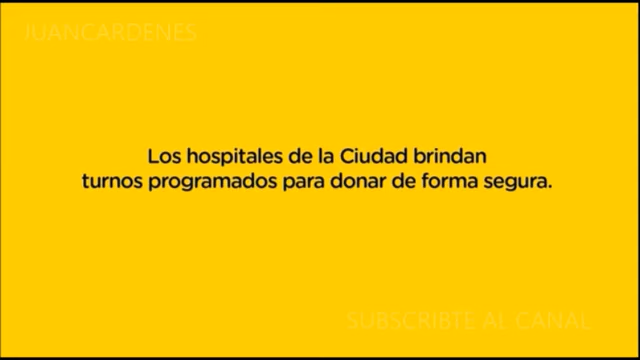 JUANCARDENES
Los hospitales de la Ciudad brindan
turnos programados para donar de forma segura.
SUBSCRIBTE AL CANAL